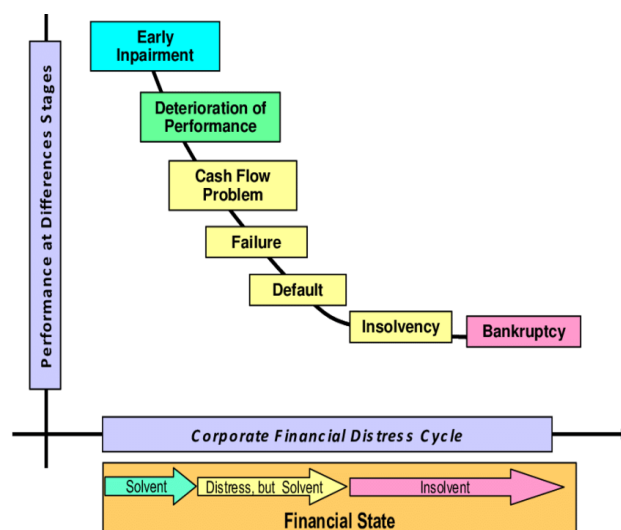 Performance at Differences Stages
Early
Inpairment
Deterioration of
Performance
Cash Flow
Problem
Failure
Default
Insolvency
Bankruptcy
Corporate Financial Distress Cycle
Solvent
Distress, but Solvent
Insolvent
Financial State